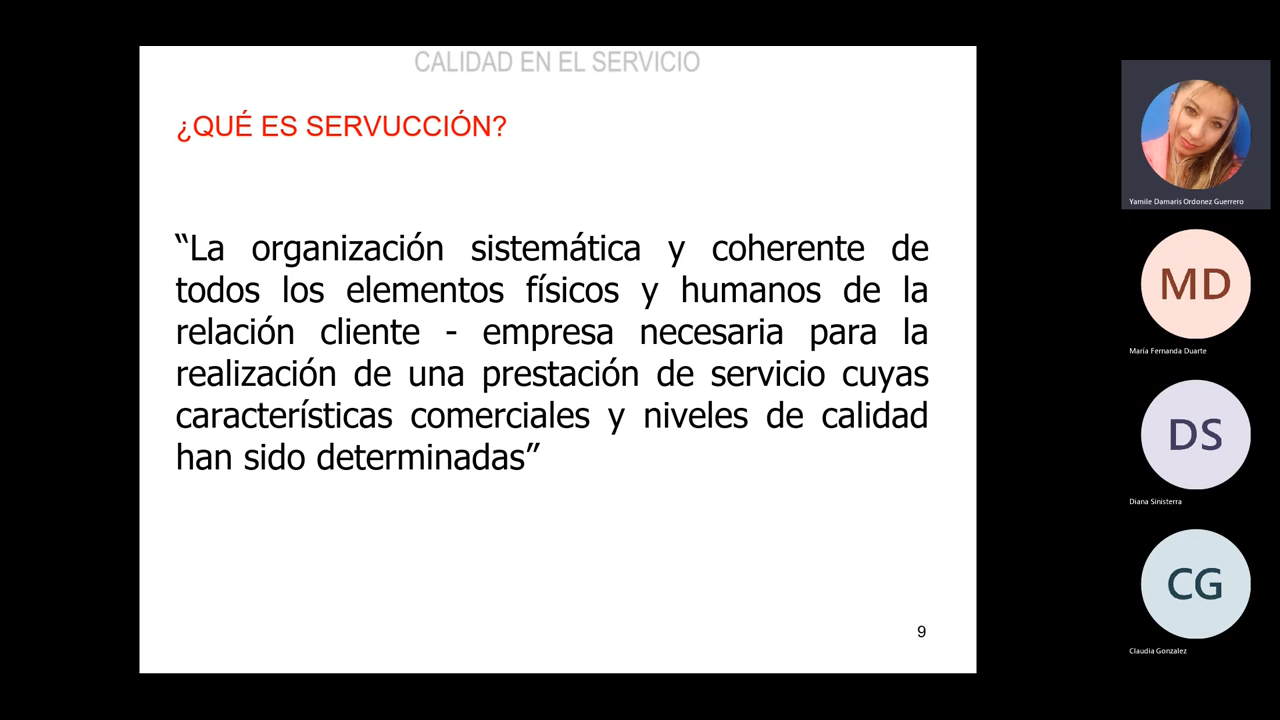 CALIDAD EN EL SERVICIO
¿QUÉ ES SERVUCCIÓN?
“La organización sistemática y coherente de
todos los elementos físicos y humanos de la
relación cliente - empresa necesaria para la
realización de una prestación de servicio cuyas
características comerciales y niveles de calidad
han sido determinadas”
9
Yamile Damaris Ordonez Guerrero
MD
María Fernanda Duarte
DS
Diana Sinisterra
CG
Claudia Gonzalez